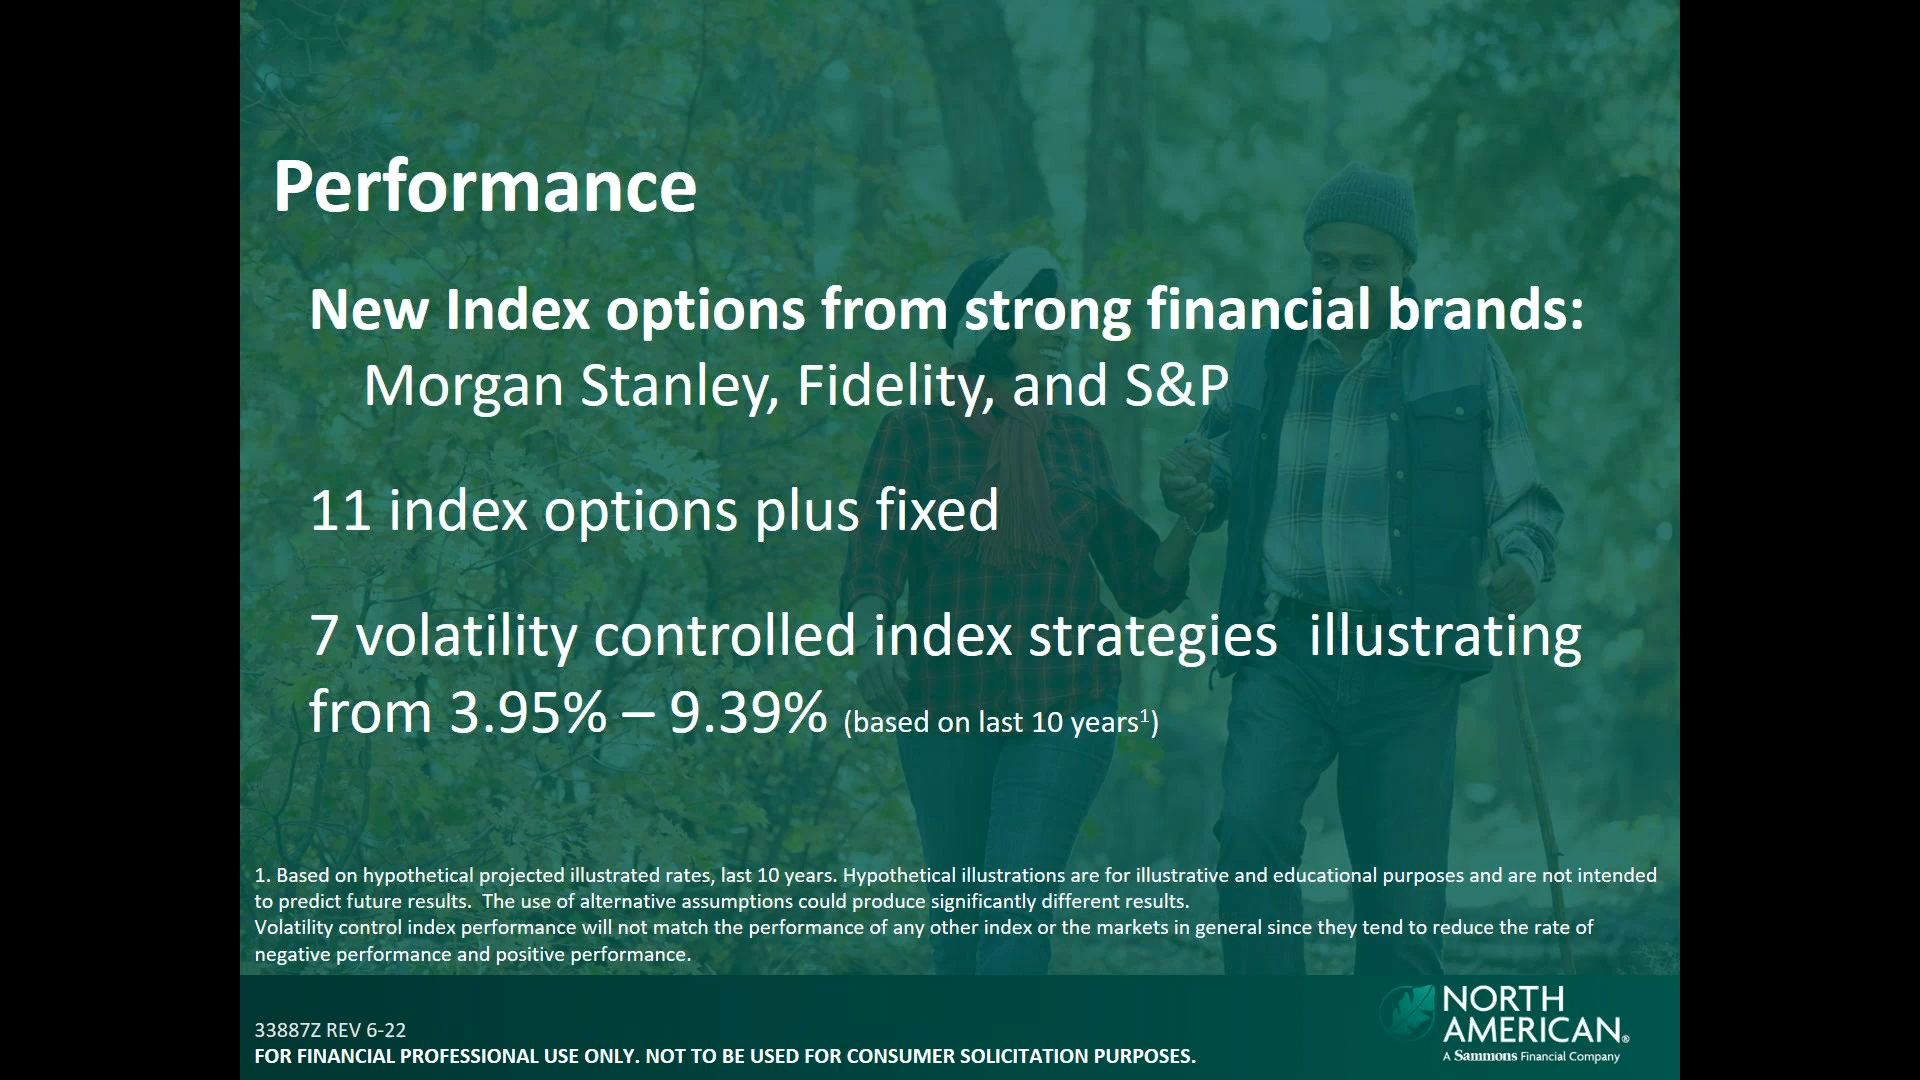 Performance
New Index options from strong financial brands:
Morgan Stanley, Fidelity, and S&P
11 index options plus fixed
7 volatility controlled index strategies  illustrating
from 3.95% – 9.39% (based on last 10 years¹)
1. Based on hypothetical projected illustrated rates, last 10 years. Hypothetical illustrations are for illustrative and educational purposes and are not intended
to predict future results.  The use of alternative assumptions could produce significantly different results.
Volatility control index performance will not match the performance of any other index or the markets in general since they tend to reduce the rate of
negative performance and positive performance.
33887Z REV 6-22
FOR FINANCIAL PROFESSIONAL USE ONLY. NOT TO BE USED FOR CONSUMER SOLICITATION PURPOSES.
NORTH
AMERICAN®
A Sammons Financial Company